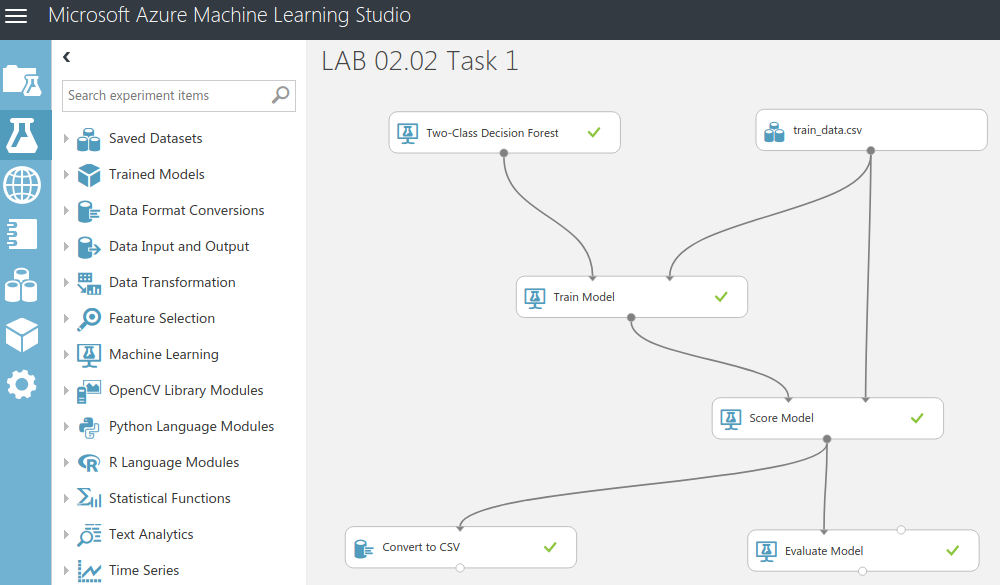 Microsoft Azure Machine Learning Studio
LAB 02.02 Task 1
Search experiment items
Saved Datasets
Trained Models
Data Format Conversions
Data Input and Output
Data Transformation
Feature Selection
Machine Learning
OpenCV Library Modules
Python Language Modules
R Language Modules
Statistical Functions
Text Analytics
Time Series
Two-Class Decision Forest
train_data.csv
Train Model
Score Model
Convert to CSV
Evaluate Model